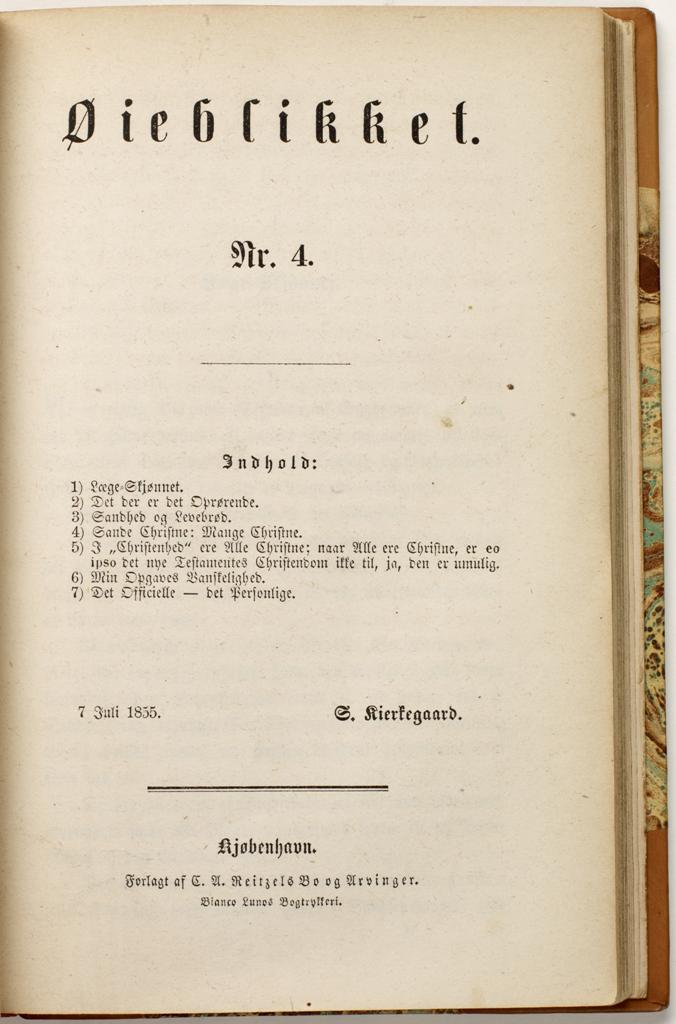 Øieblikket.
Nr. 4.
Indhold:
1) Læge-Skjønnet.
2) Det der er det Oprørende.
3) Sandhed og Levebrød.
4) Sande Christne: Mange Christne.
5) I „Christenhed“ ere Alle Christne; naar Alle ere Christne, er eo
ipso det nye Testamentes Christendom ikke til, ja, den er umulig.
6) Min Opgaves Vanskelighed.
7) Det Officielle — det Personlige.
7 Juli 1855.
S. Kierkegaard.
Kjøbenhavn.
Forlagt af C. A. Reitzels Bo og Arvinger.
Bianco Lunos Bogtrykkeri.